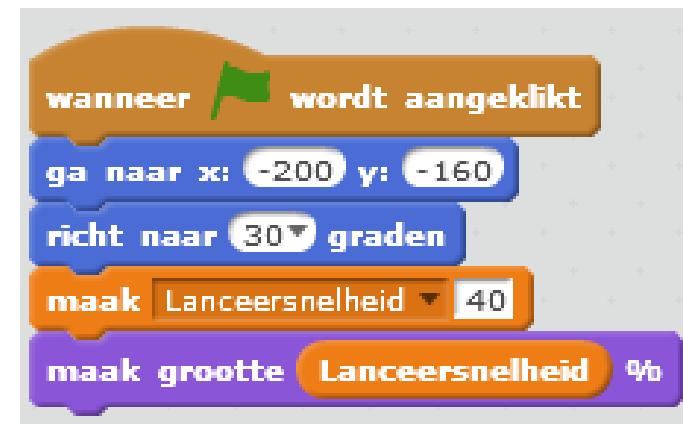 wanneer wordt aangeklikt
ga naar x: -200 y: -160
richt naar 30 graden
maak Lanceersnelheid 40
maak grootte Lanceersnelheid %